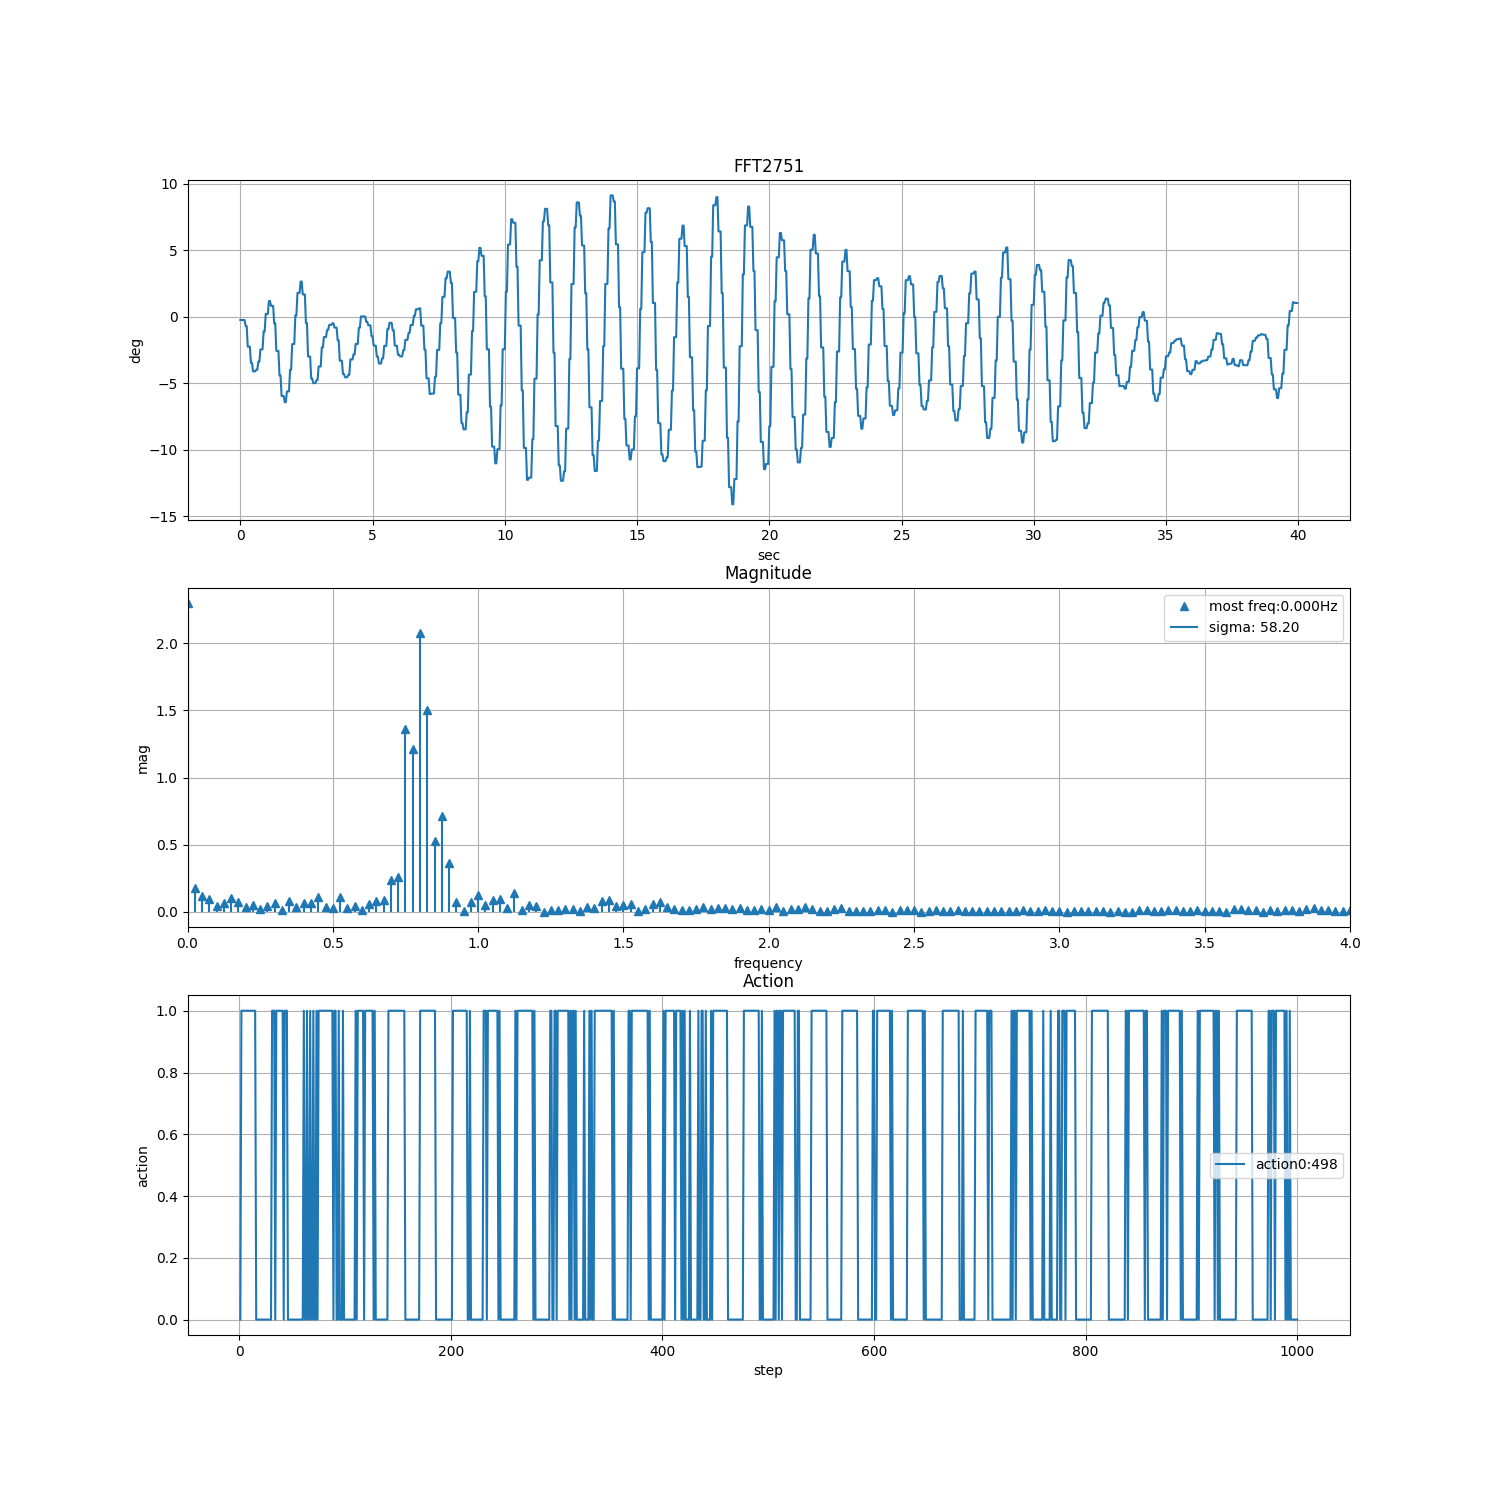 FFT2751
10
5
0
−5
−10
−15
deg
0 5 10 15 20 25 30 35 40
sec
Magnitude
most freq:0.000Hz
sigma: 58.20
2.0
1.5
1.0
0.5
0.0
mag
0.0 0.5 1.0 1.5 2.0 2.5 3.0 3.5 4.0
frequency
Action
1.0
0.8
0.6
0.4
0.2
0.0
action
action0:498
0 200 400 600 800 1000
step